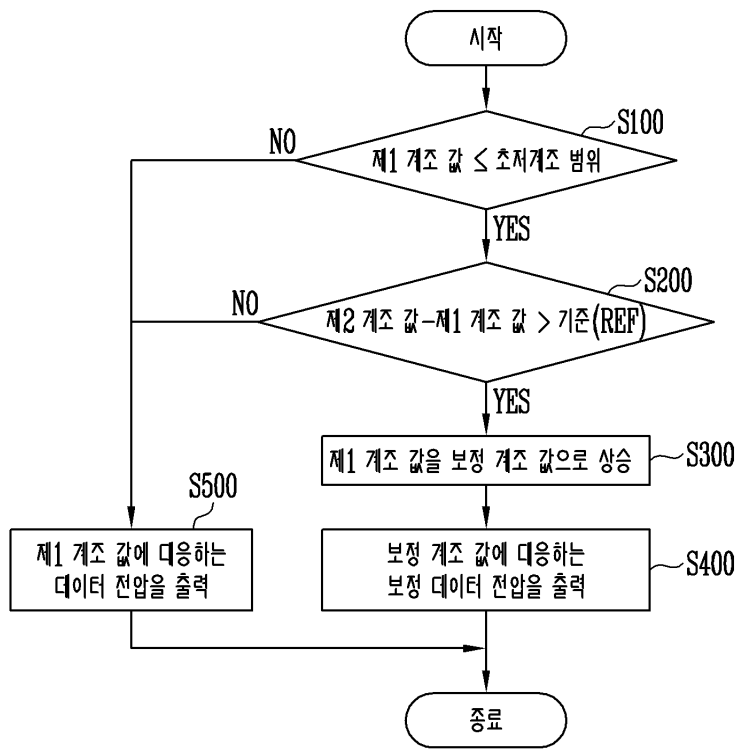 시작
S100
제1 계조 값 ≤ 초저계조 범위
NO
YES
S200
제2 계조 값-제1 계조 값 > 기준(REF)
NO
YES
S300
제1 계조 값을 보정 계조 값으로 상승
S500
제1 계조 값에 대응하는
데이터 전압을 출력
S400
보정 계조 값에 대응하는
보정 데이터 전압을 출력
종료